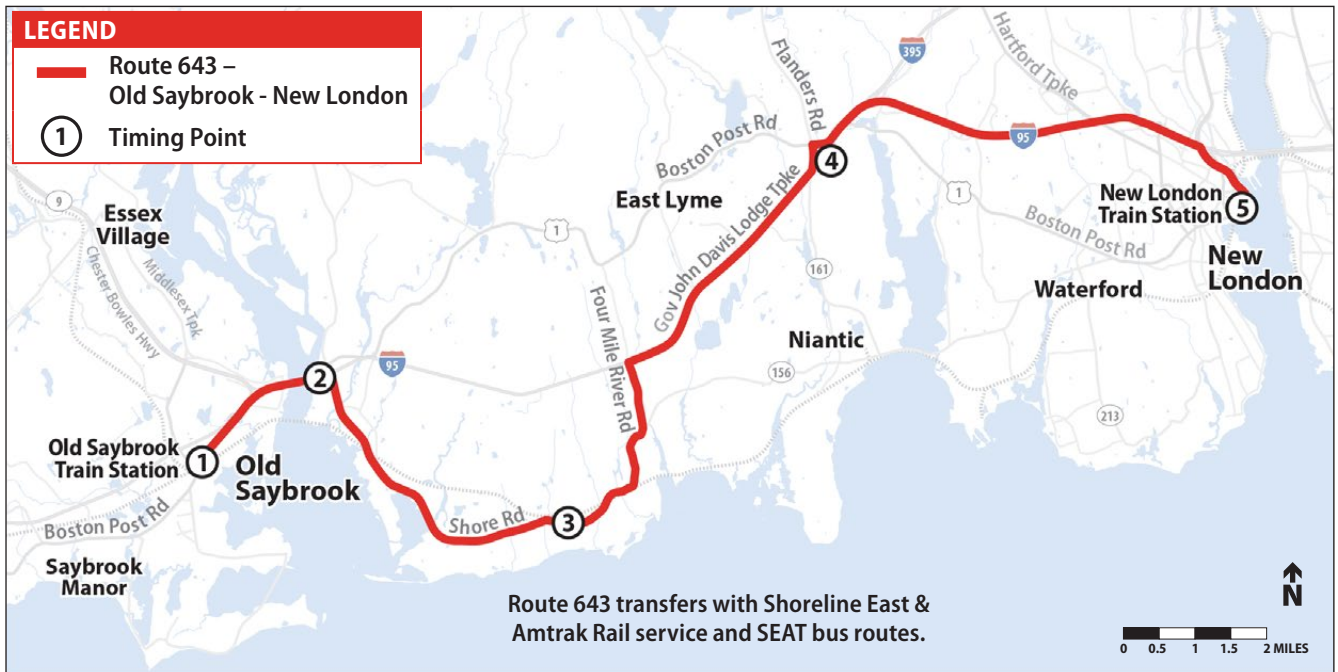 LEGEND
Route 643 –
Old Saybrook - New London
1
Timing Point
Flanders Rd
395
Hartford Tpke
95
Boston Post Rd
4
East Lyme
Gov John Davis Lodge Tpke
1
New London
Train Station
5
Boston Post Rd
New
London
9
Essex
Village
Chester Bowles Hwy
Middlesex Tpk
1
161
Waterford
Four Mile River Rd
Niantic
156
213
2
95
Old Saybrook
Train Station
1
Old
Saybrook
Boston Post Rd
Shore Rd
3
Saybrook
Manor
Route 643 transfers with Shoreline East &
Amtrak Rail service and SEAT bus routes.
N
0 0.5 1 1.5 2 MILES